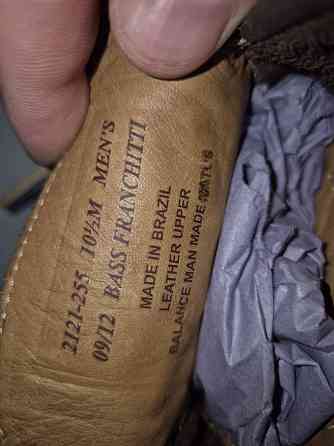 2121-255 10½M MEN'S
09/12 BASS FRANCHITTI
MADE IN BRAZIL
LEATHER UPPER
BALANCE MAN MADE